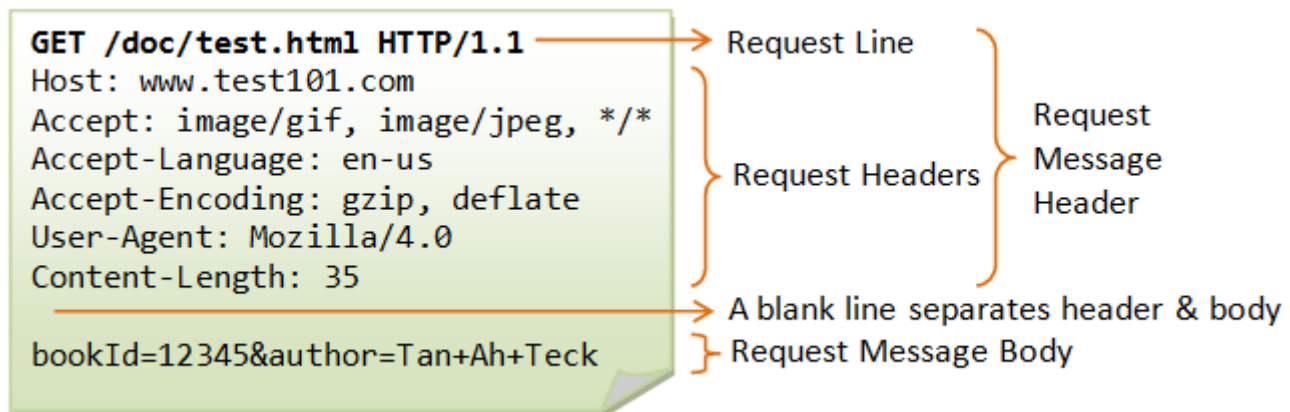 GET /doc/test.html HTTP/1.1
Host: www.test101.com
Accept: image/gif, image/jpeg, */*
Accept-Language: en-us
Accept-Encoding: gzip, deflate
User-Agent: Mozilla/4.0
Content-Length: 35
bookId=12345&author=Tan+Ah+Teck
Request Line
Request Headers
Request
Message
Header
A blank line separates header & body
Request Message Body